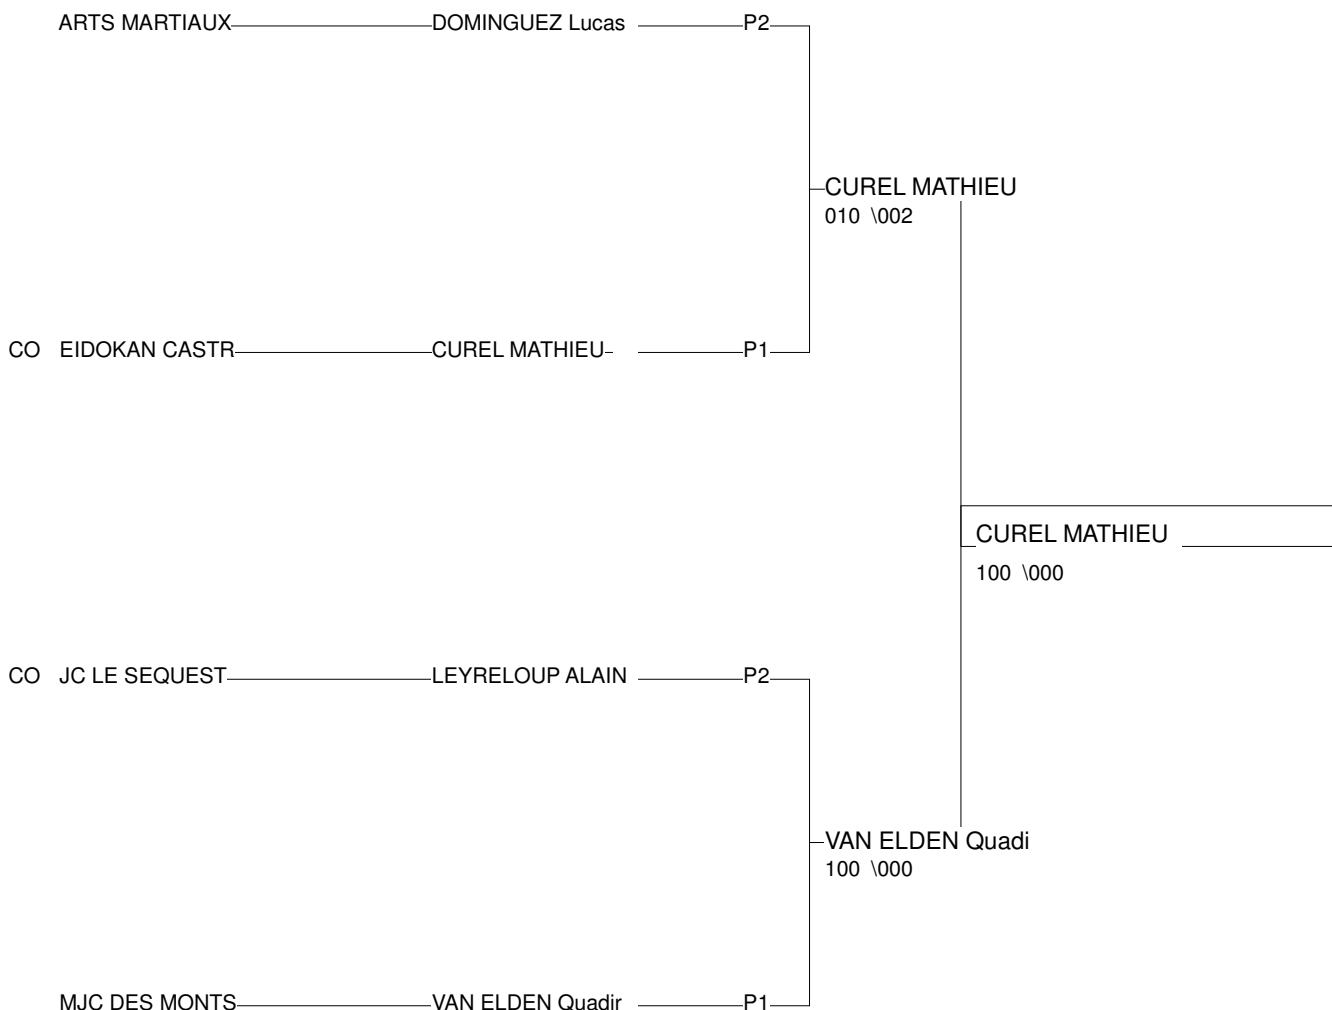 ARTS MARTIAUX DOMINGUEZ Lucas P2
CUREL MATHIEU
010 \002
CO EIDOKAN CASTR CUREL MATHIEU P1
CUREL MATHIEU
100 \000
CO JC LE SEQUEST LEYRELOUP ALAIN P2
VAN ELDEN Quadi
100 \000
MJC DES MONTS VAN ELDEN Quadir P1